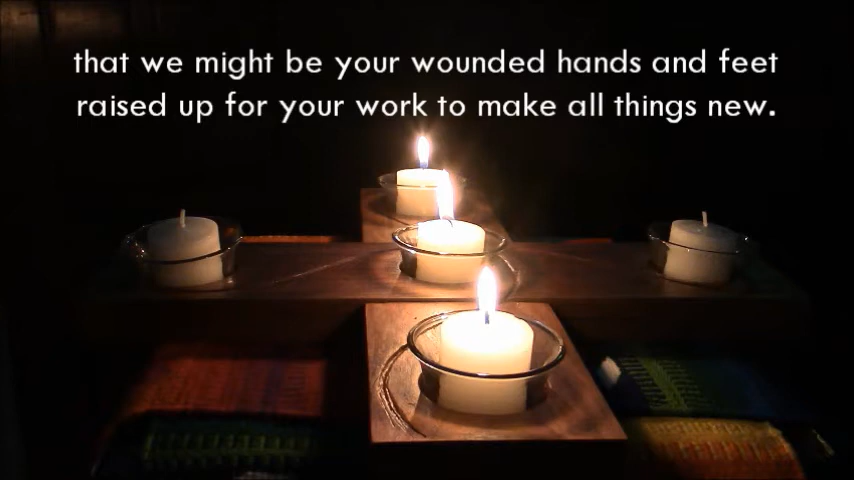 that we might be your wounded hands and feet
raised up for your work to make all things new.